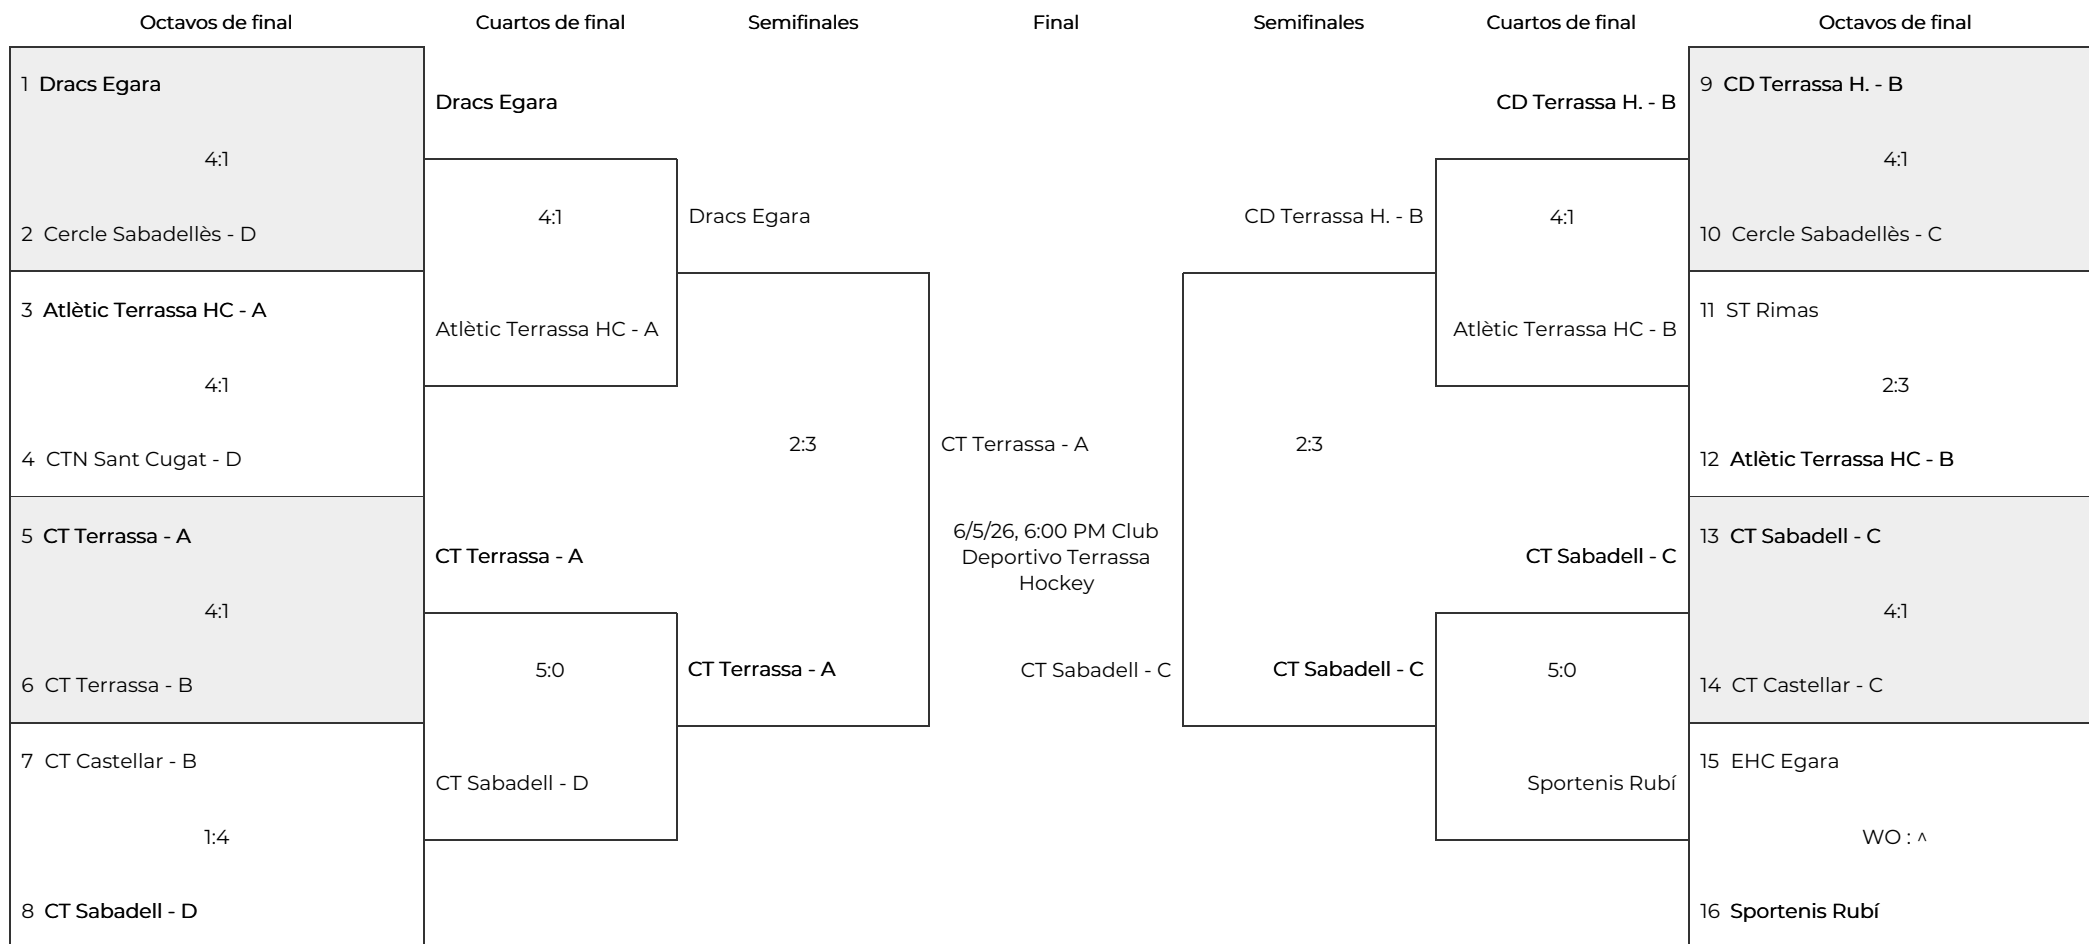 Octavos de final
Cuartos de final
Semifinales
Final
Semifinales
Cuartos de final
Octavos de final
1 Dracs Egara
4:1
2 Cercle Sabadellès - D
3 Atlètic Terrassa HC - A
4:1
4 CTN Sant Cugat - D
5 CT Terrassa - A
4:1
6 CT Terrassa - B
7 CT Castellar - B
1:4
8 CT Sabadell - D
Dracs Egara
4:1
Atlètic Terrassa HC - A
CT Terrassa - A
5:0
CT Sabadell - D
Dracs Egara
2:3
CT Terrassa - A
CT Terrassa - A
6/5/26, 6:00 PM Club
Deportivo Terrassa
Hockey
CT Sabadell - C
CD Terrassa H. - B
2:3
CT Sabadell - C
CD Terrassa H. - B
4:1
Atlètic Terrassa HC - B
CT Sabadell - C
5:0
Sportenis Rubí
9 CD Terrassa H. - B
4:1
10 Cercle Sabadellès - C
11 ST Rimas
2:3
12 Atlètic Terrassa HC - B
13 CT Sabadell - C
4:1
14 CT Castellar - C
15 EHC Egara
WO : ^
16 Sportenis Rubí